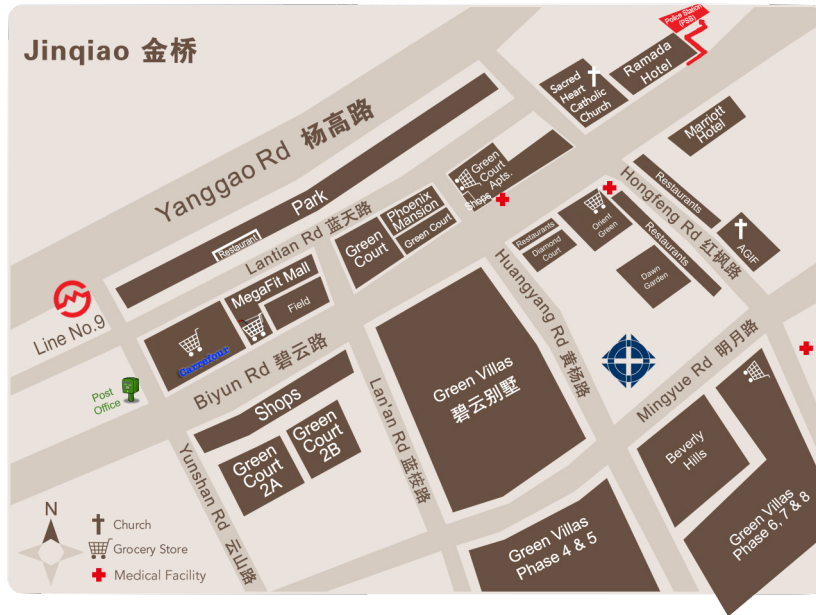 Jinqiao 金桥
Police Station
(PSB)
Ramada
Hotel
Sacred
Heart
Catholic
Church
Marriott
Hotel
Yanggao Rd 杨高路
Park
Restaurant
Lantian Rd 蓝天路
Green
Court
Apts.
Shops
Phoenix
Mansion
Green Court
Green
Court
Restaurants
Hongfeng Rd 红枫路
AGIF
Restaurants
Orient
Green
Restaurants
Diamond
Court
Dawn
Garden
Huangyang Rd 黄杨路
Line No.9
MegaFit Mall
Field
Carrefour
Biyun Rd 碧云路
Post
Office
Shops
Green
Court
2A
Green
Court
2B
Yunshan Rd 云山路
Lan'an Rd 蓝桉路
Green Villas
碧云别墅
Mingyue Rd 明月路
Beverly
Hills
Green Villas
Phase 4 & 5
Green Villas
Phase 6, 7 & 8
N
Church
Grocery Store
Medical Facility